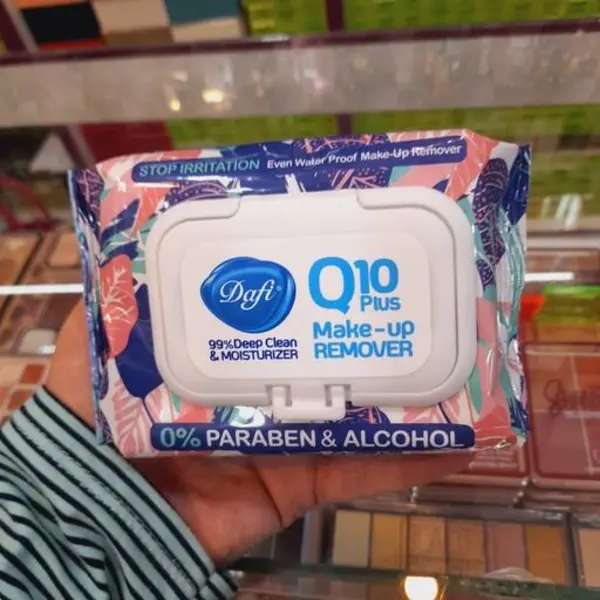 STOP IRRITATION Even Water Proof Make-Up Remover
Dafi®
99%Deep Clean
& MOISTURIZER
Q10
Plus
Make-up
REMOVER
0% PARABEN & ALCOHOL